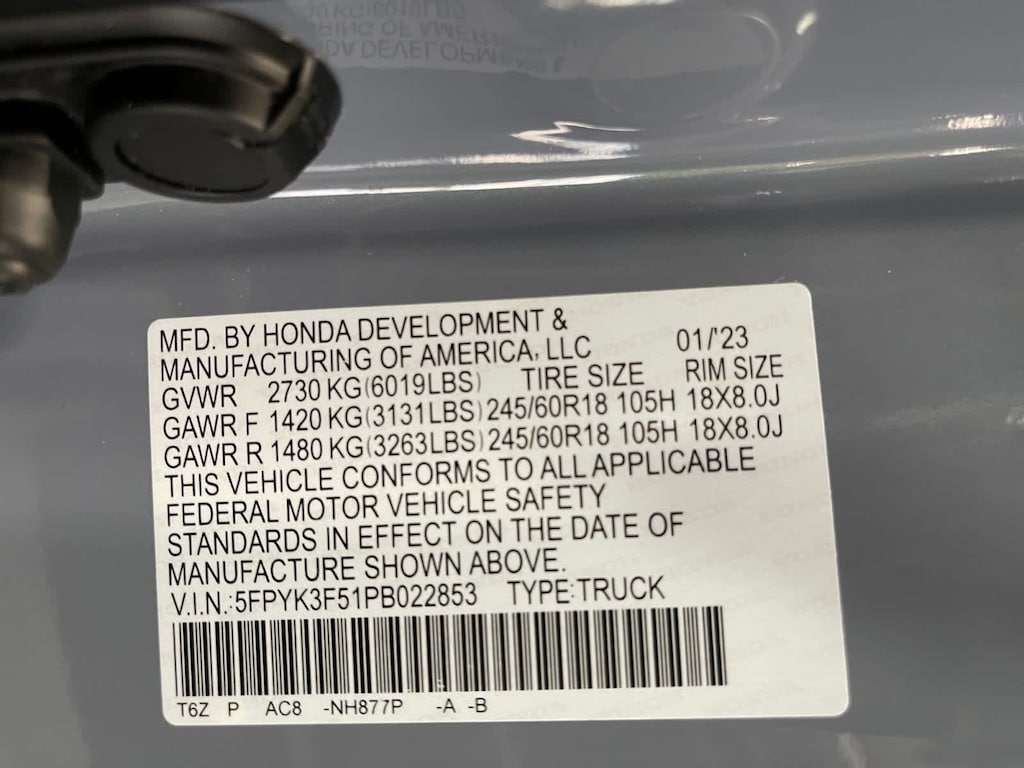 MFD. BY HONDA DEVELOPMENT &
MANUFACTURING OF AMERICA, LLC 01/'23
GVWR 2730 KG(6019LBS) TIRE SIZE RIM SIZE
GAWR F 1420 KG(3131LBS) 245/60R18 105H 18X8.0J
GAWR R 1480 KG(3263LBS) 245/60R18 105H 18X8.0J
THIS VEHICLE CONFORMS TO ALL APPLICABLE
FEDERAL MOTOR VEHICLE SAFETY
STANDARDS IN EFFECT ON THE DATE OF
MANUFACTURE SHOWN ABOVE.
V.I.N.:5FPYK3F51PB022853 TYPE:TRUCK
T6Z P AC8 -NH877P -A -B